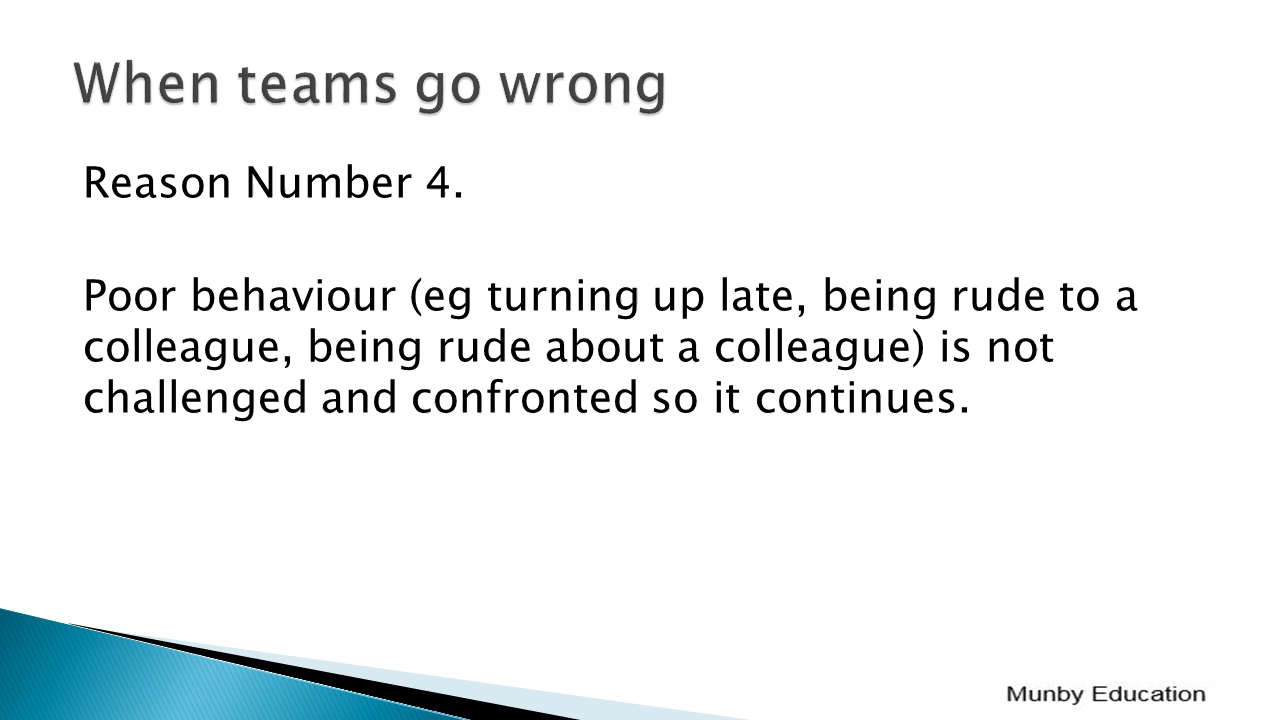 When teams go wrong
Reason Number 4.
Poor behaviour (eg turning up late, being rude to a
colleague, being rude about a colleague) is not
challenged and confronted so it continues.
Munby Education